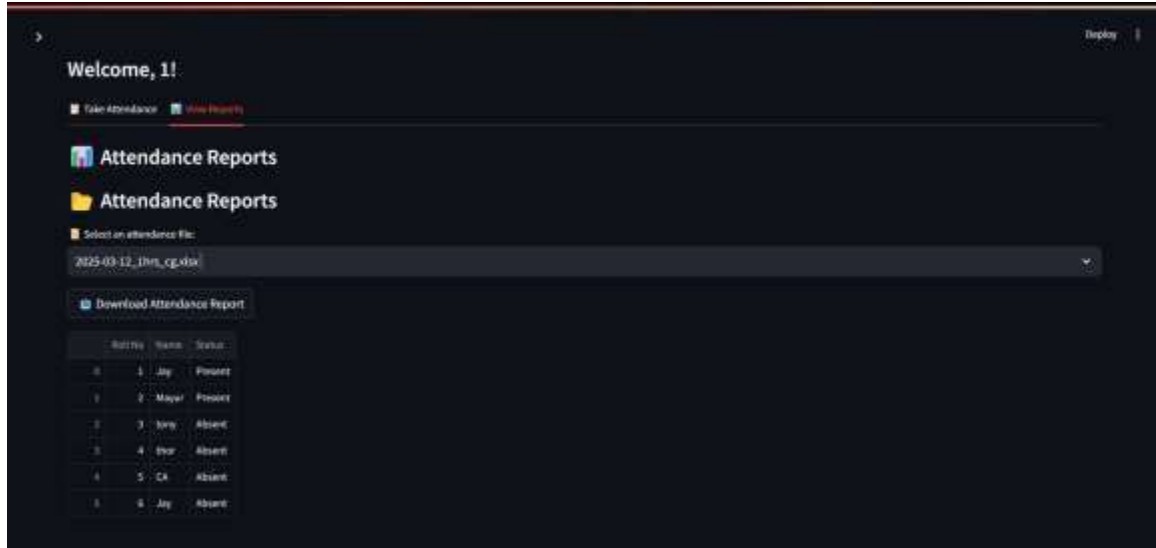 Deploy
Welcome, 1!
Take Attendance View Reports
Attendance Reports
Attendance Reports
Select an attendance file:
2025-03-12_1hrs_cg.xlsx
Download Attendance Report
Roll No Name Status
0 1 Jay Present
1 2 Mayur Present
2 3 tony Absent
3 4 thor Absent
4 5 CA Absent
5 6 Jay Absent